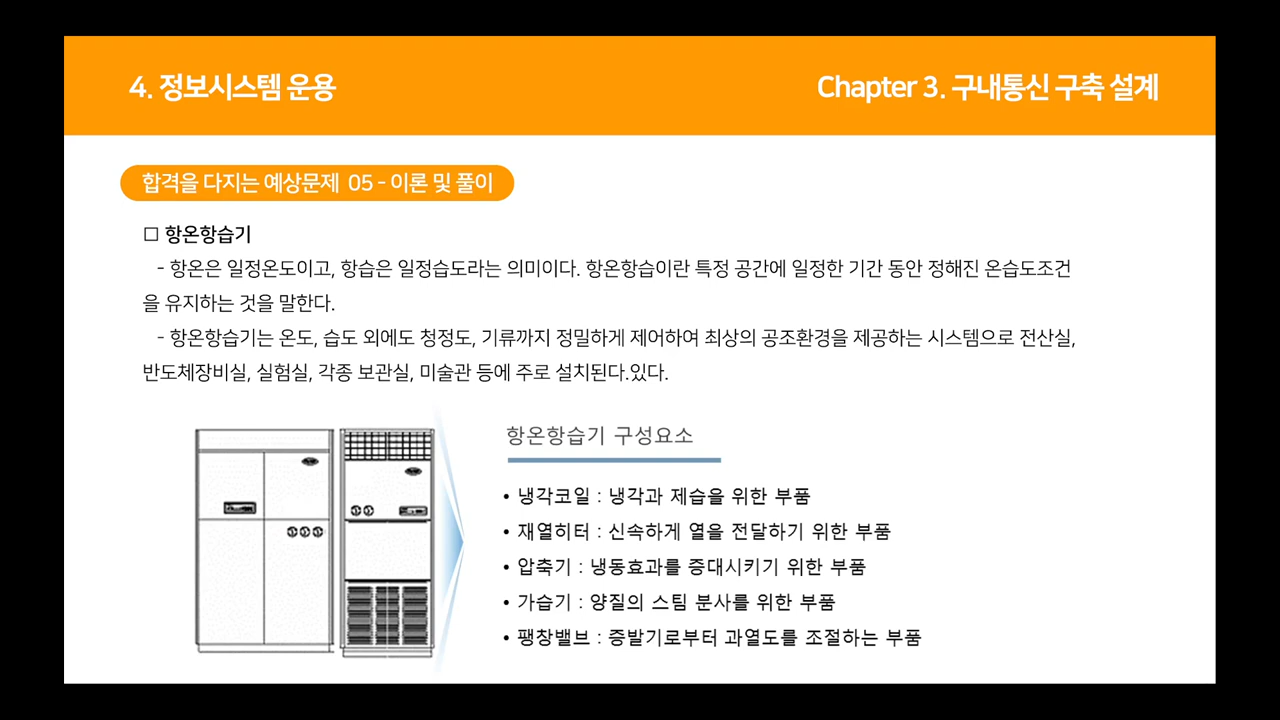 4. 정보시스템 운용
Chapter 3. 구내통신 구축 설계
합격을 다지는 예상문제 05 - 이론 및 풀이
□ 항온항습기
- 항온은 일정온도이고, 항습은 일정습도라는 의미이다. 항온항습이란 특정 공간에 일정한 기간 동안 정해진 온습도조건
을 유지하는 것을 말한다.
- 항온항습기는 온도, 습도 외에도 청정도, 기류까지 정밀하게 제어하여 최상의 공조환경을 제공하는 시스템으로 전산실,
반도체장비실, 실험실, 각종 보관실, 미술관 등에 주로 설치된다.있다.
항온항습기 구성요소
• 냉각코일 : 냉각과 제습을 위한 부품
• 재열히터 : 신속하게 열을 전달하기 위한 부품
• 압축기 : 냉동효과를 증대시키기 위한 부품
• 가습기 : 양질의 스팀 분사를 위한 부품
• 팽창밸브 : 증발기로부터 과열도를 조절하는 부품